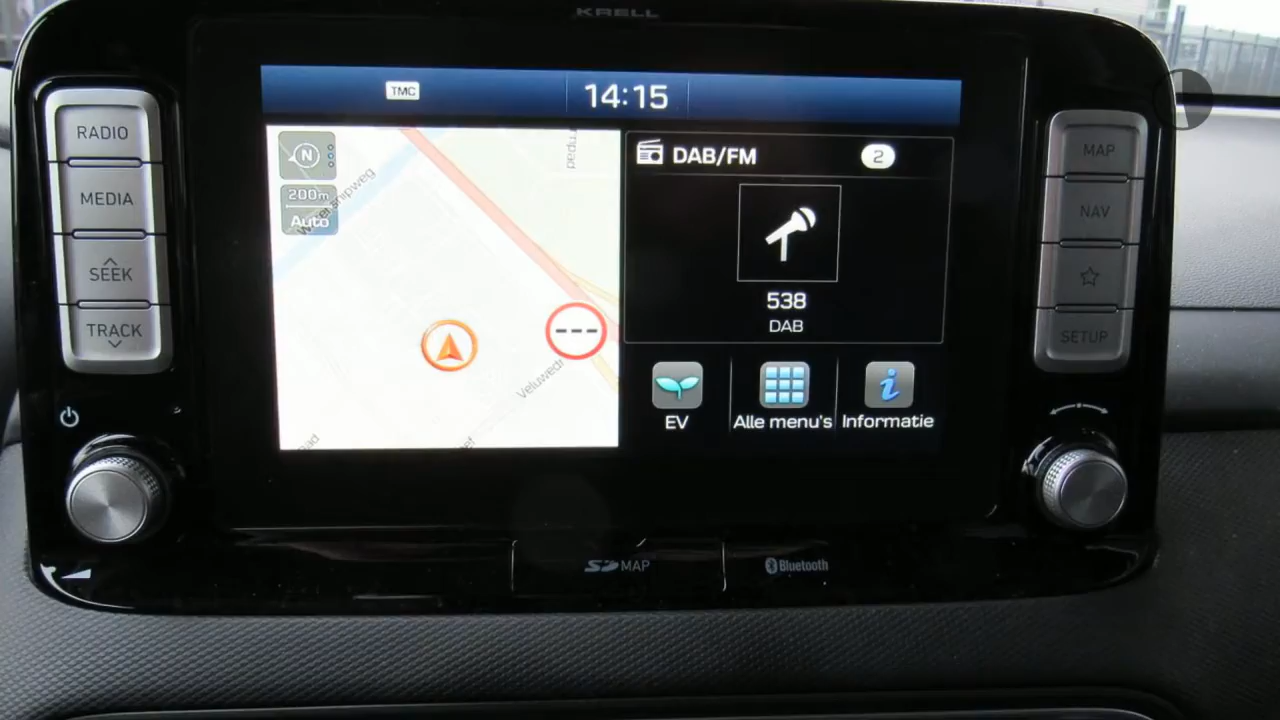 KRELL
TMC
14:15
RADIO
MEDIA
SEEK
TRACK
N
200m
Auto
DAB/FM
2
538
DAB
EV
Alle menu's
Informatie
MAP
NAV
SETUP
SD MAP
Bluetooth